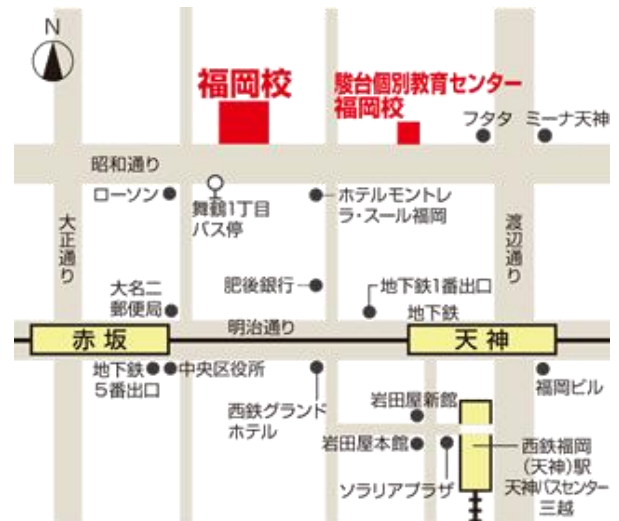 N
福岡校
駿台個別教育センター
福岡校
フタタ
ミーナ天神
昭和通り
ローソン
舞鶴1丁目
バス停
ホテルモントレ
ラ・スール福岡
大正通り
渡辺通り
大名二
郵便局
肥後銀行
地下鉄1番出口
明治通り
地下鉄
赤坂
天神
地下鉄
5番出口
中央区役所
西鉄グランド
ホテル
福岡ビル
岩田屋新館
岩田屋本館
ソラリアプラザ
西鉄福岡
(天神)駅
天神バスセンター
三越